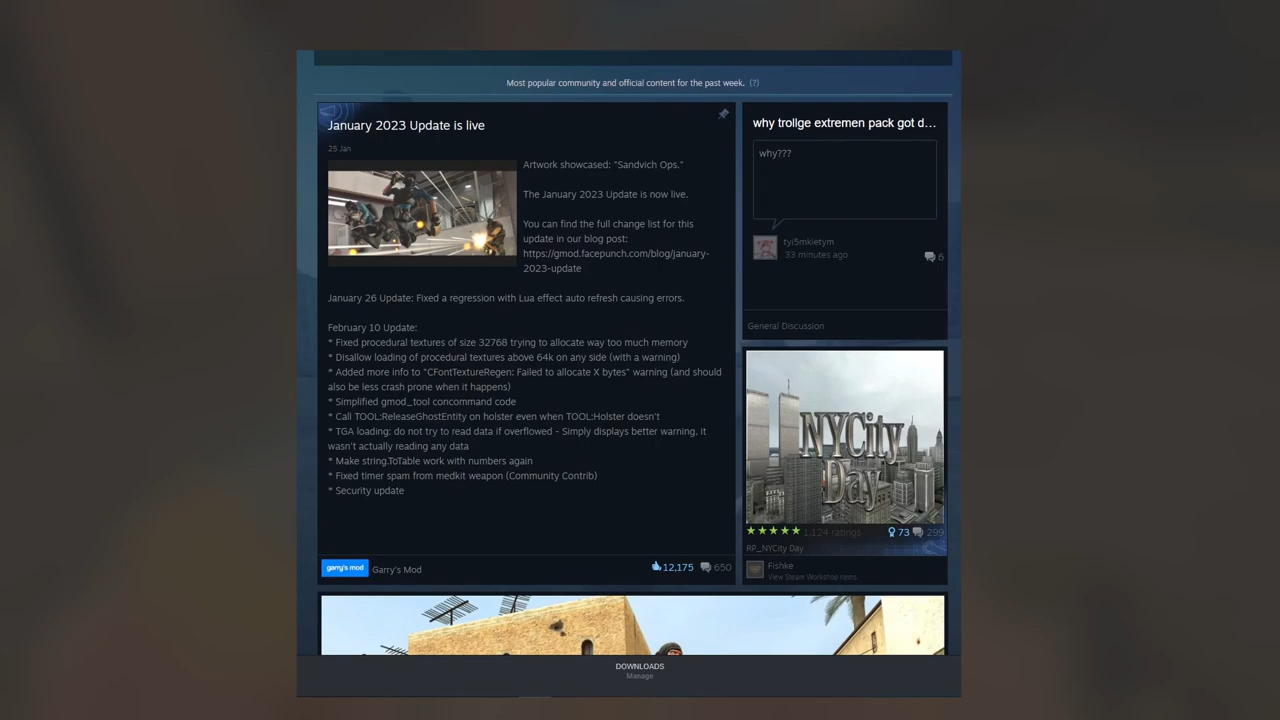 Most popular community and official content for the past week. (?)
January 2023 Update is live
25 Jan
Artwork showcased: "Sandvich Ops."
The January 2023 Update is now live.
You can find the full change list for this
update in our blog post:
https://gmod.facepunch.com/blog/january-
2023-update
January 26 Update: Fixed a regression with Lua effect auto refresh causing errors.
February 10 Update:
* Fixed procedural textures of size 32768 trying to allocate way too much memory
* Disallow loading of procedural textures above 64k on any side (with a warning)
* Added more info to "CFontTextureRegen: Failed to allocate X bytes" warning (and should
also be less crash prone when it happens)
* Simplified gmod_tool concommand code
* Call TOOL:ReleaseGhostEntity on holster even when TOOL:Holster doesn't
* TGA loading: do not try to read data if overflowed - Simply displays better warning, it
wasn't actually reading any data
* Make string.ToTable work with numbers again
* Fixed timer spam from medkit weapon (Community Contrib)
* Security update
garry's mod
Garry's Mod
12,175
650
why trollge extremen pack got d...
why???
tyi5mkietym
33 minutes ago
6
General Discussion
NYCity
Day
1,124 ratings
73
299
RP_NYCity Day
Fishke
View Steam Workshop items
DOWNLOADS
Manage